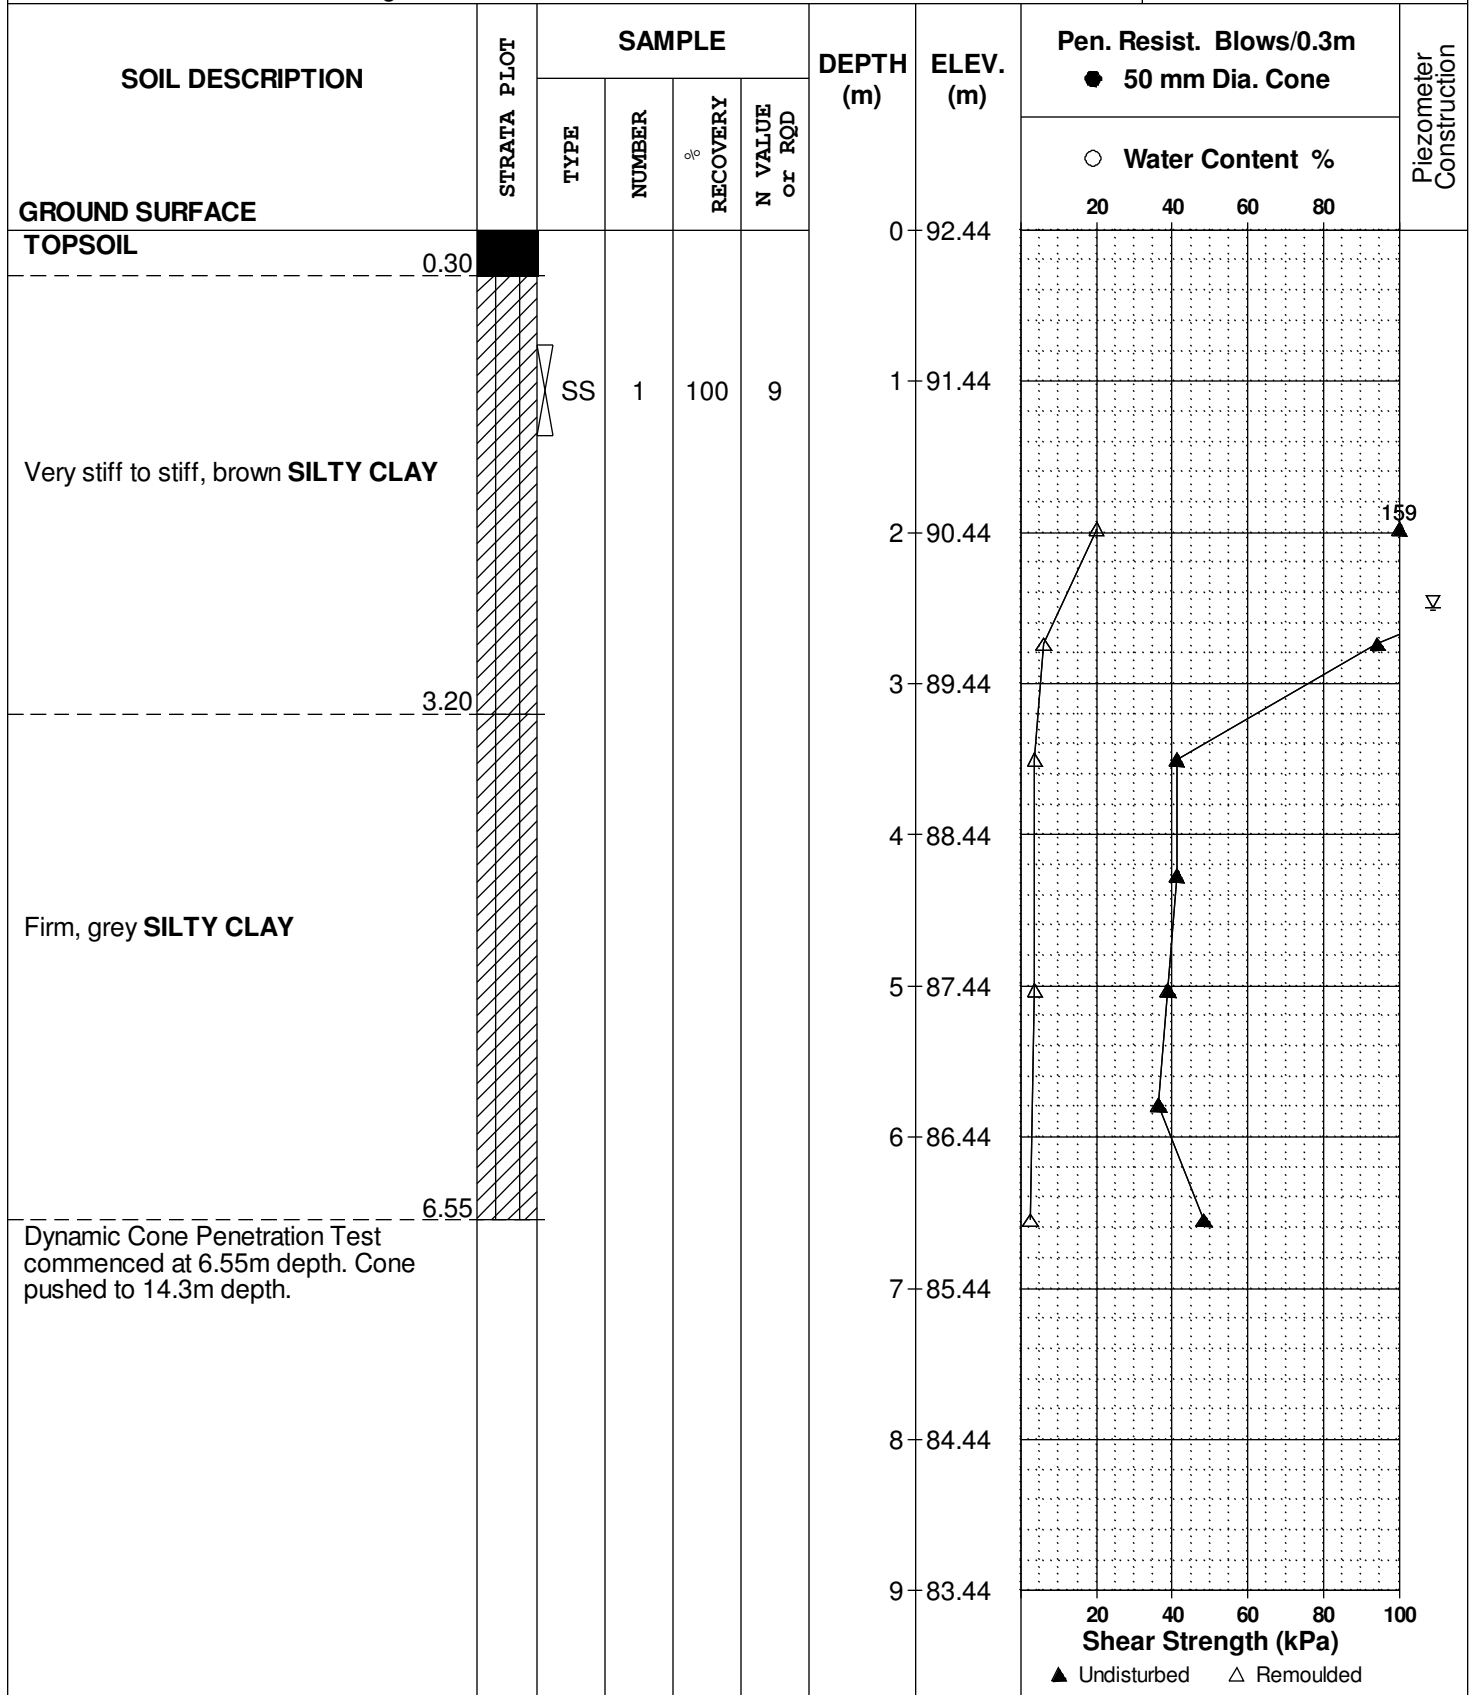 SOIL DESCRIPTION
GROUND SURFACE
STRATA PLOT
SAMPLE
TYPE
NUMBER
%
RECOVERY
N VALUE
or RQD
DEPTH
(m)
ELEV.
(m)
Pen. Resist. Blows/0.3m
● 50 mm Dia. Cone
○ Water Content %
20 40 60 80
Piezometer
Construction
TOPSOIL
0.30
0 92.44
SS 1 100 9
1 91.44
Very stiff to stiff, brown SILTY CLAY
159
2 90.44
3 89.44
3.20
4 88.44
Firm, grey SILTY CLAY
5 87.44
6 86.44
6.55
Dynamic Cone Penetration Test
commenced at 6.55m depth. Cone
pushed to 14.3m depth.
7 85.44
8 84.44
9 83.44
20 40 60 80 100
Shear Strength (kPa)
▲ Undisturbed △ Remoulded